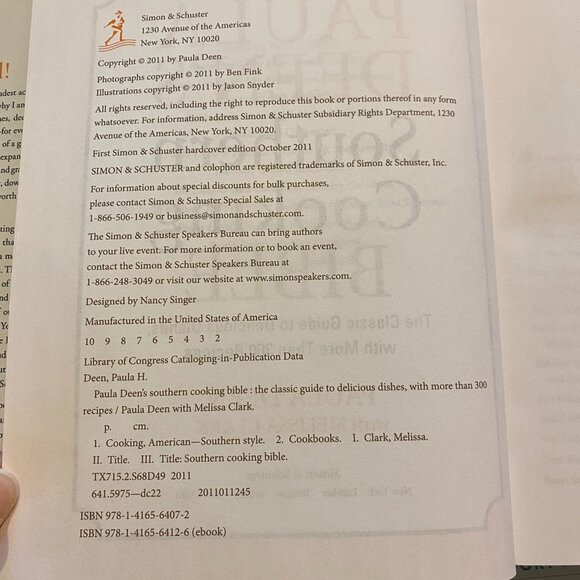 Simon & Schuster
1230 Avenue of the Americas
New York, NY 10020
Copyright © 2011 by Paula Deen
Photographs copyright © 2011 by Ben Fink
Illustrations copyright © 2011 by Jason Snyder
All rights reserved, including the right to reproduce this book or portions thereof in any form
whatsoever. For information, address Simon & Schuster Subsidiary Rights Department, 1230
Avenue of the Americas, New York, NY 10020.
First Simon & Schuster hardcover edition October 2011
SIMON & SCHUSTER and colophon are registered trademarks of Simon & Schuster, Inc.
For information about special discounts for bulk purchases,
please contact Simon & Schuster Special Sales at
1-866-506-1949 or business@simonandschuster.com.
The Simon & Schuster Speakers Bureau can bring authors
to your live event. For more information or to book an event,
contact the Simon & Schuster Speakers Bureau at
1-866-248-3049 or visit our website at www.simonspeakers.com.
Designed by Nancy Singer
Manufactured in the United States of America
10 9 8 7 6 5 4 3 2
Library of Congress Cataloging-in-Publication Data
Deen, Paula H.
Paula Deen's southern cooking bible : the classic guide to delicious dishes, with more than 300
recipes / Paula Deen with Melissa Clark.
p. cm.
1. Cooking, American—Southern style. 2. Cookbooks. I. Clark, Melissa.
II. Title. III. Title: Southern cooking bible.
TX715.2.S68D49 2011
641.5975—dc22 2011011245
ISBN 978-1-4165-6407-2
ISBN 978-1-4165-6412-6 (ebook)